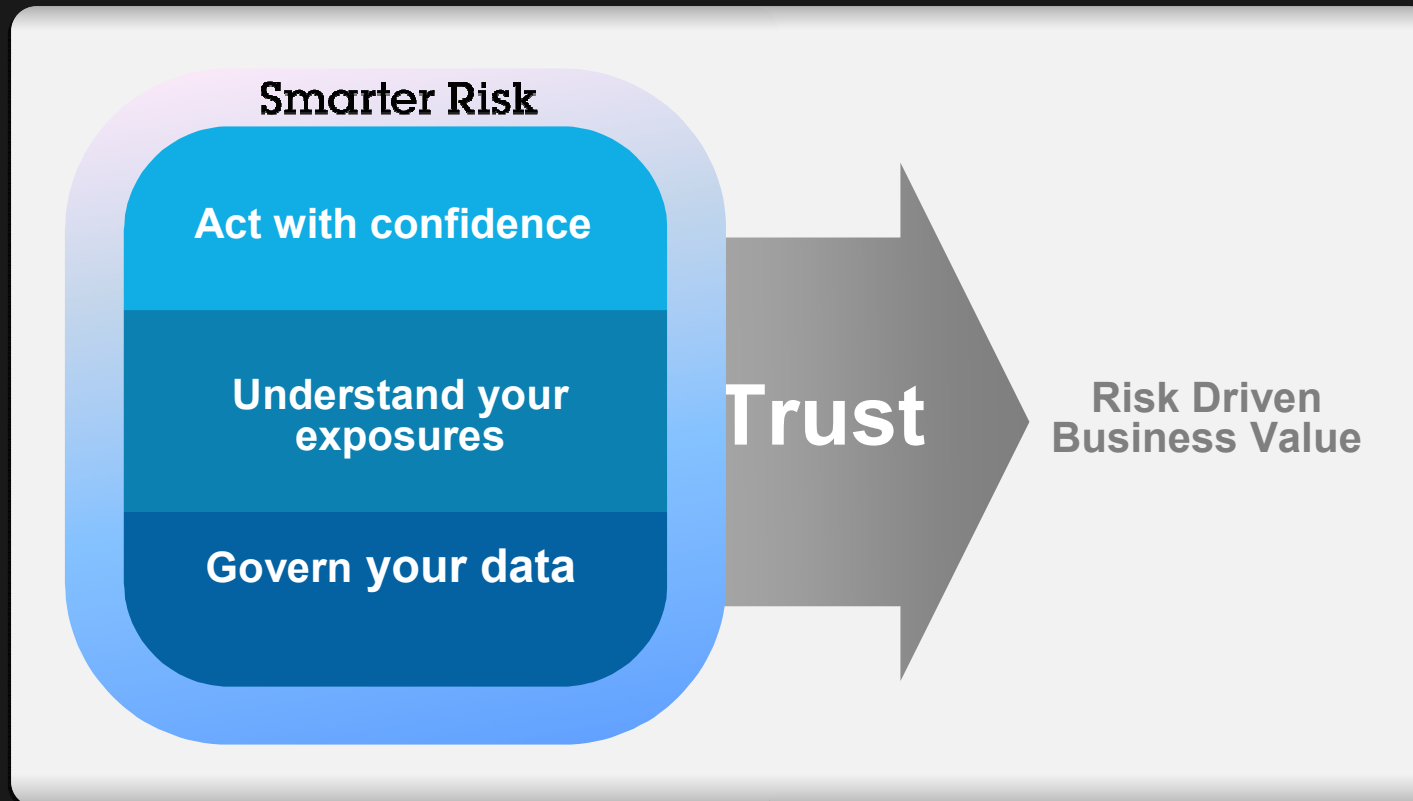 Smarter Risk
Act with confidence
Understand your
exposures
Govern your data
Trust
Risk Driven
Business Value